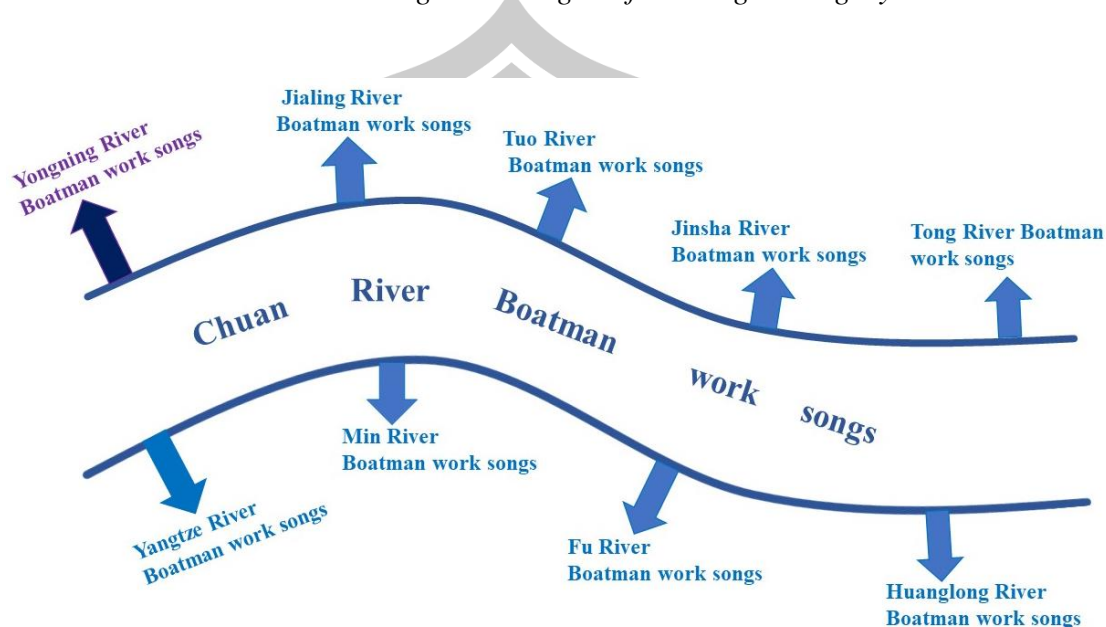 Jialing River
Boatman work songs
Tuo River
Boatman work songs
Yongning River
Boatman work songs
Jinsha River
Boatman work songs
Tong River Boatman
work songs
Chuan River Boatman work songs
Min River
Boatman work songs
Yangtze River
Boatman work songs
Fu River
Boatman work songs
Huanglong River
Boatman work songs